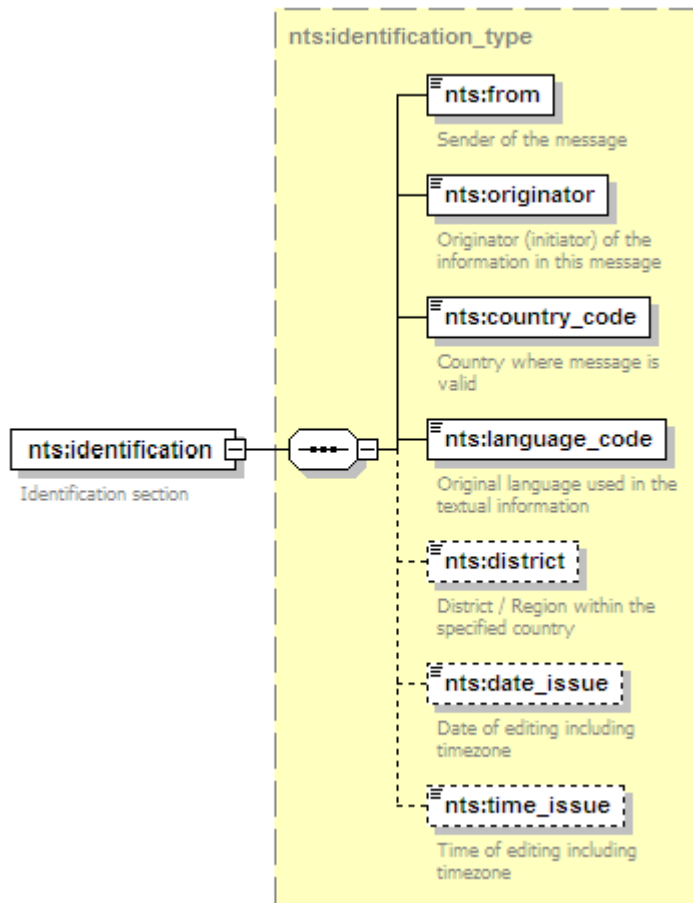 nts:identification_type
nts:from
Sender of the message
nts:originator
Originator (initiator) of the
information in this message
nts:country_code
Country where message is
valid
nts:identification
Identification section
nts:language_code
Original language used in the
textual information
nts:district
District / Region within the
specified country
nts:date_issue
Date of editing including
timezone
nts:time_issue
Time of editing including
timezone